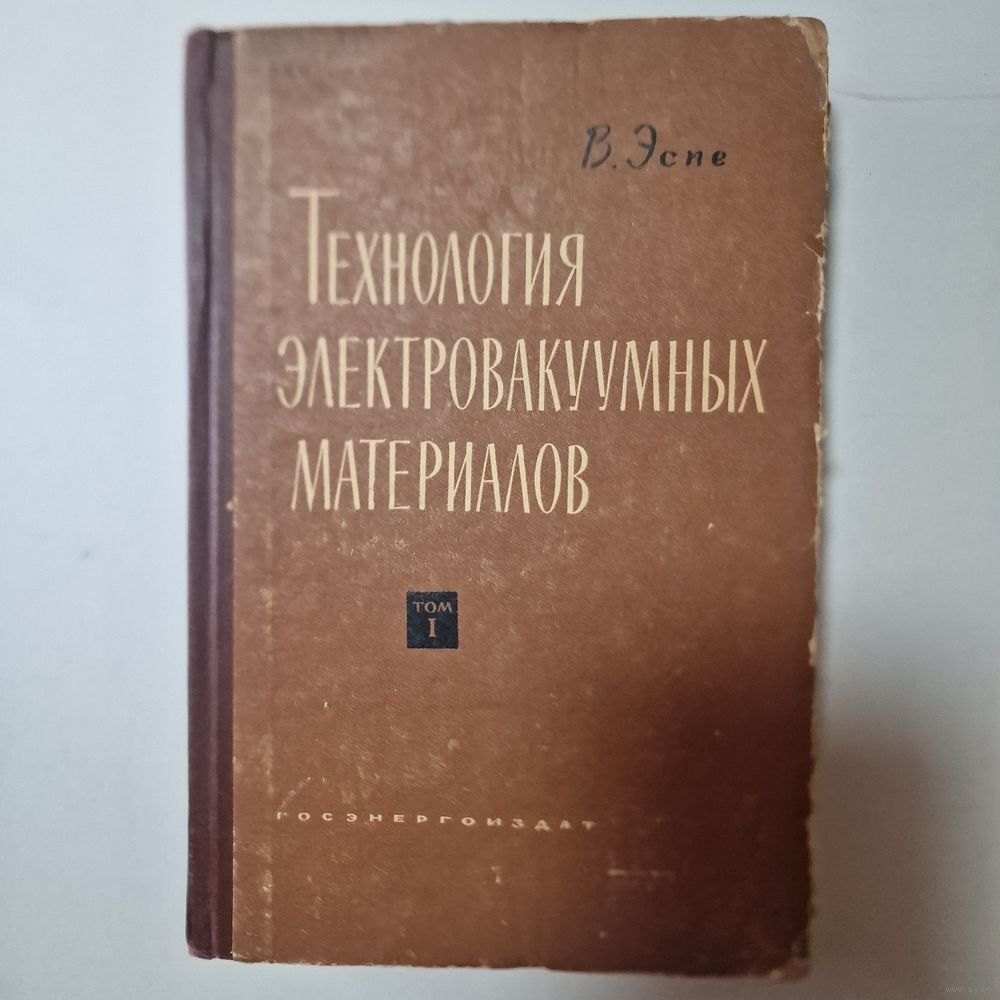 В. Эспе
Технология
электровакуумных
материалов
ТОМ
I
ГОСЭНЕРГОИЗДАТ